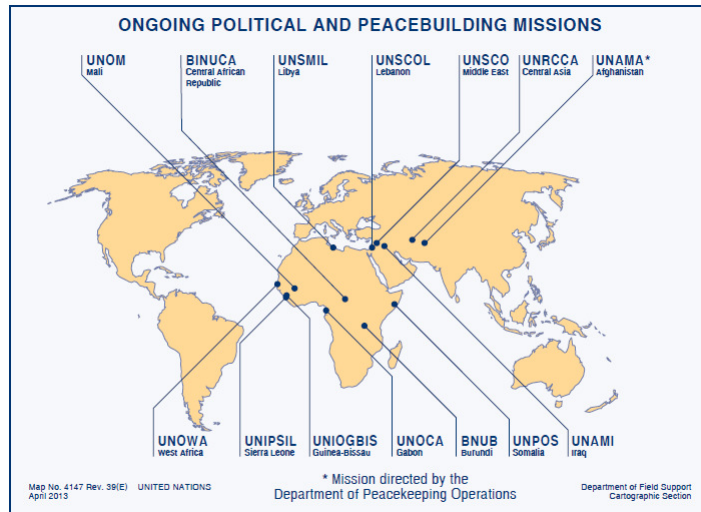 ONGOING POLITICAL AND PEACEBUILDING MISSIONS
UNOM
Mali
BINUCA
Central African
Republic
UNSMIL
Libya
UNSCOL
Lebanon
UNSCO
Middle East
UNRCCA
Central Asia
UNAMA*
Afghanistan
UNOWA
West Africa
UNIPSIL
Sierra Leone
UNIOGBIS
Guinea-Bissau
UNOCA
Gabon
BNUB
Burundi
UNPOS
Somalia
UNAMI
Iraq
Map No. 4147 Rev. 39(E) UNITED NATIONS
April 2013
* Mission directed by the
Department of Peacekeeping Operations
Department of Field Support
Cartographic Section